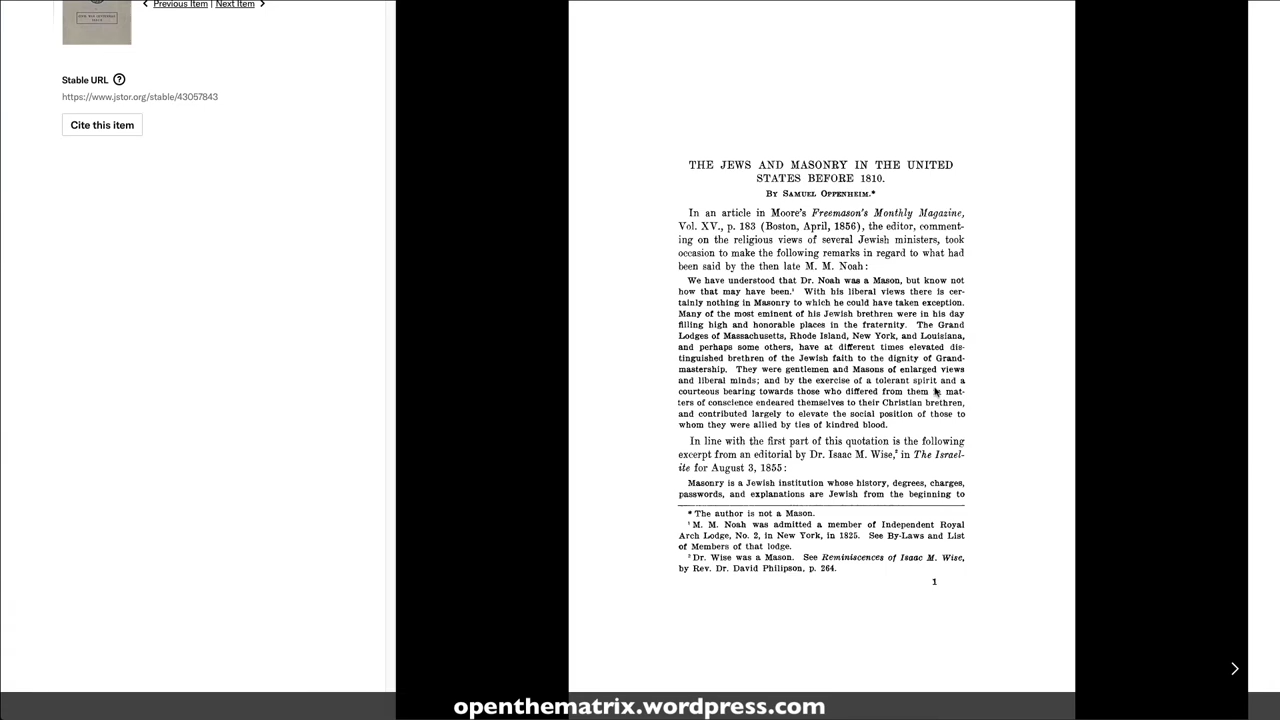 Previous Item | Next Item
Stable URL ?
https://www.jstor.org/stable/43057843
Cite this item
THE JEWS AND MASONRY IN THE UNITED
STATES BEFORE 1810.
By Samuel Oppenheim.*
In an article in Moore's Freemason's Monthly Magazine,
Vol. XV., p. 183 (Boston, April, 1856), the editor, comment-
ing on the religious views of several Jewish ministers, took
occasion to make the following remarks in regard to what had
been said by the then late M. M. Noah:
We have understood that Dr. Noah was a Mason, but know not
how that may have been.¹ With his liberal views there is cer-
tainly nothing in Masonry to which he could have taken exception.
Many of the most eminent of his Jewish brethren were in his day
filling high and honorable places in the fraternity. The Grand
Lodges of Massachusetts, Rhode Island, New York, and Louisiana,
and perhaps some others, have at different times elevated dis-
tinguished brethren of the Jewish faith to the dignity of Grand-
mastership. They were gentlemen and Masons of enlarged views
and liberal minds; and by the exercise of a tolerant spirit and a
courteous bearing towards those who differed from them in mat-
ters of conscience endeared themselves to their Christian brethren,
and contributed largely to elevate the social position of those to
whom they were allied by ties of kindred blood.
In line with the first part of this quotation is the following
excerpt from an editorial by Dr. Isaac M. Wise,² in The Israel-
ite for August 3, 1855:
Masonry is a Jewish institution whose history, degrees, charges,
passwords, and explanations are Jewish from the beginning to
* The author is not a Mason.
¹ M. M. Noah was admitted a member of Independent Royal
Arch Lodge, No. 2, in New York, in 1825. See By-Laws and List
of Members of that lodge.
² Dr. Wise was a Mason. See Reminiscences of Isaac M. Wise,
by Rev. Dr. David Philipson, p. 264.
1
openthematrix.wordpress.com